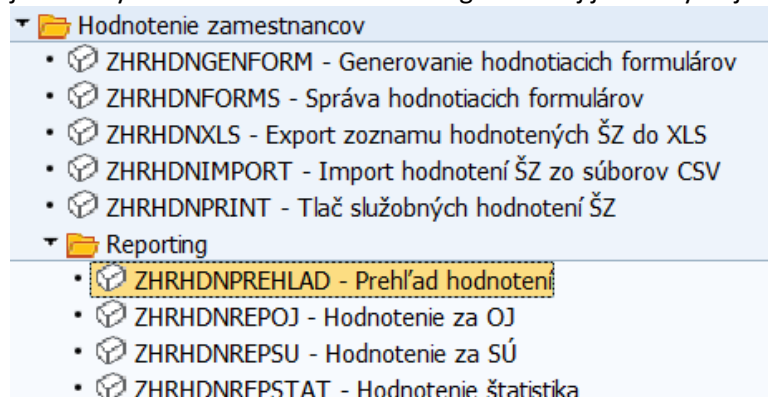 Hodnotenie zamestnancov
ZHRHDNGENFORM - Generovanie hodnotiacich formulárov
ZHRHDNFORMS - Správa hodnotiacich formulárov
ZHRHDNXLS - Export zoznamu hodnotených ŠZ do XLS
ZHRHDNIMPORT - Import hodnotení ŠZ zo súborov CSV
ZHRHDNPRINT - Tlač služobných hodnotení ŠZ
Reporting
ZHRHDNPREHLAD - Prehľad hodnotení
ZHRHDNREPOJ - Hodnotenie za OJ
ZHRHDNREPSU - Hodnotenie za SÚ
ZHRHDNREPSTAT - Hodnotenie štatistika